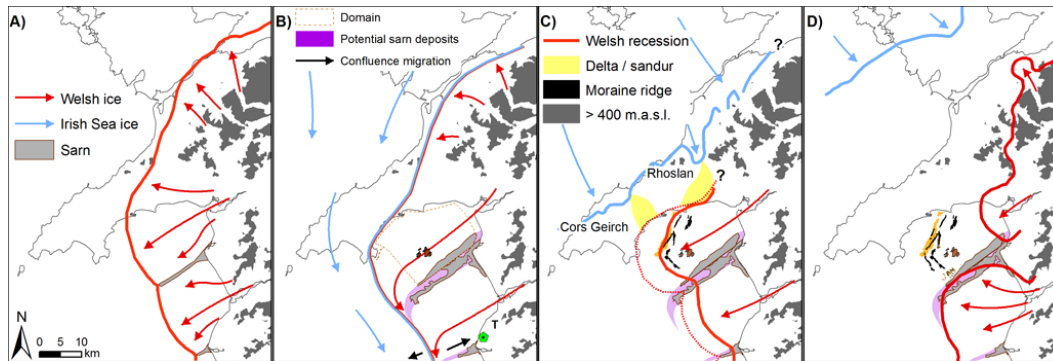 A)
Welsh ice
Irish Sea ice
Sarn
N
0 5 10
km
B)
Domain
Potential sarn deposits
Confluence migration
T
C)
Welsh recession
?
Delta / sandur
Moraine ridge
> 400 m.a.s.l.
Rhoslan
?
Cors Geirch
D)